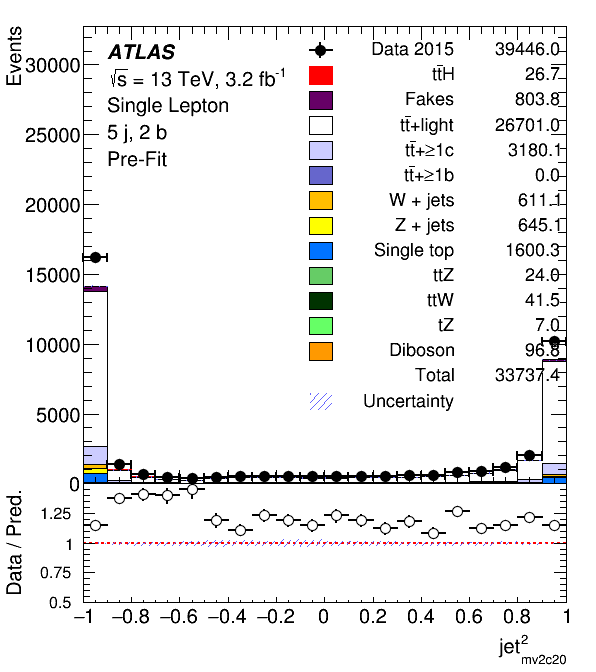 Events
30000
25000
20000
15000
10000
5000
0
ATLAS
√s = 13 TeV, 3.2 fb⁻¹
Single Lepton
5 j, 2 b
Pre-Fit
Data 2015 39446.0
tt̄H 26.7
Fakes 803.8
tt̄+light 26701.0
tt̄+≥1c 3180.1
tt̄+≥1b 0.0
W + jets 611.1
Z + jets 645.1
Single top 1600.3
ttZ 24.0
ttW 41.5
tZ 7.0
Diboson 96.8
Total 33737.4
Uncertainty
Data / Pred.
1.25
1
0.75
0.5
−1 −0.8 −0.6 −0.4 −0.2 0 0.2 0.4 0.6 0.8 1
jet²mv2c20